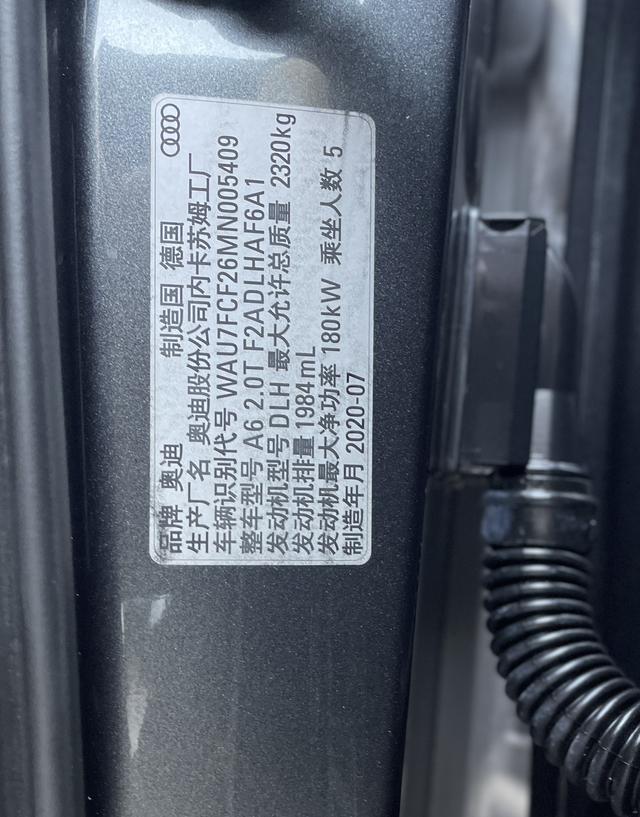 品牌 奥迪 制造国 德国
生产厂名 奥迪股份公司内卡苏姆工厂
车辆识别代号 WAU7FCF26MN005409
整车型号 A6 2.0T F2ADLHAF6A1
发动机型号 DLH 最大允许总质量 2320kg
发动机排量 1984mL
发动机最大净功率 180kW 乘坐人数 5
制造年月 2020-07